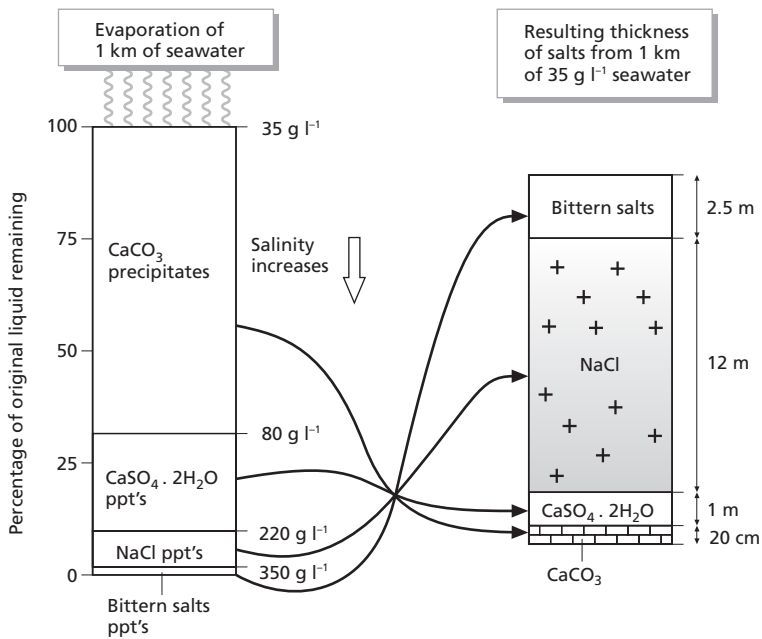 Evaporation of
1 km of seawater
Resulting thickness
of salts from 1 km
of 35 g l⁻¹ seawater
Percentage of original liquid remaining
100
75
50
25
0
35 g l⁻¹
80 g l⁻¹
220 g l⁻¹
350 g l⁻¹
CaCO₃
precipitates
Salinity
increases
CaSO₄ . 2H₂O
ppt's
NaCl ppt's
Bittern salts
ppt's
Bittern salts
2.5 m
NaCl
12 m
CaSO₄ . 2H₂O
1 m
20 cm
CaCO₃